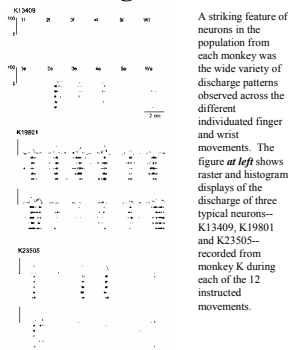 K13409
100 1f 2f 3f 4f 5f Wf
0
100 1e 2e 3e 4e 5e We
0
2 sec
K19801
K23505
A striking feature of
neurons in the
population from
each monkey was
the wide variety of
discharge patterns
observed across the
different
individuated finger
and wrist
movements. The
figure at left shows
raster and histogram
displays of the
discharge of three
typical neurons--
K13409, K19801
and K23505--
recorded from
monkey K during
each of the 12
instructed
movements.